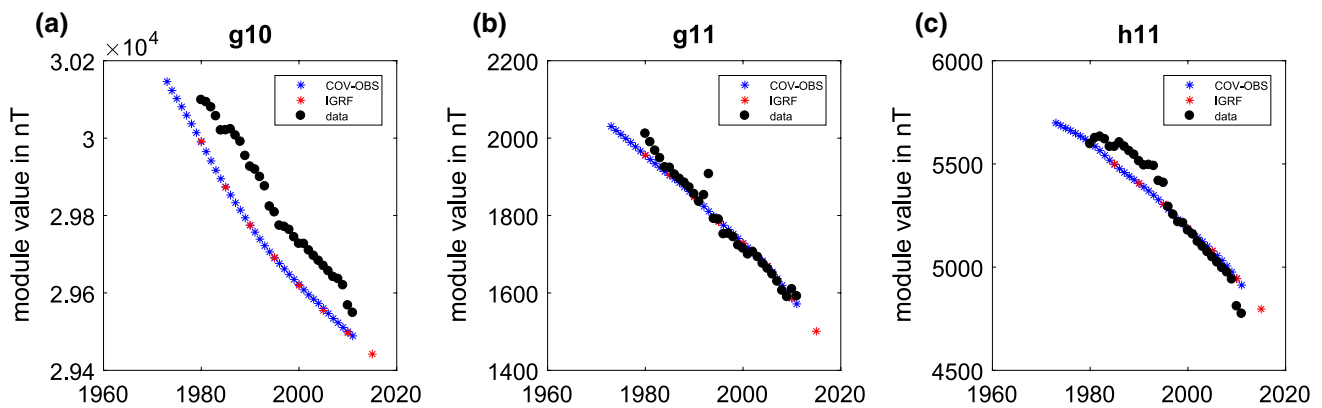 (a)
×10⁴
g10
3.02
3
2.98
2.96
2.94
1960
1980
2000
2020
module value in nT
COV-OBS
IGRF
data
(b)
g11
2200
2000
1800
1600
1400
1960
1980
2000
2020
module value in nT
COV-OBS
IGRF
data
(c)
h11
6000
5500
5000
4500
1960
1980
2000
2020
module value in nT
COV-OBS
IGRF
data